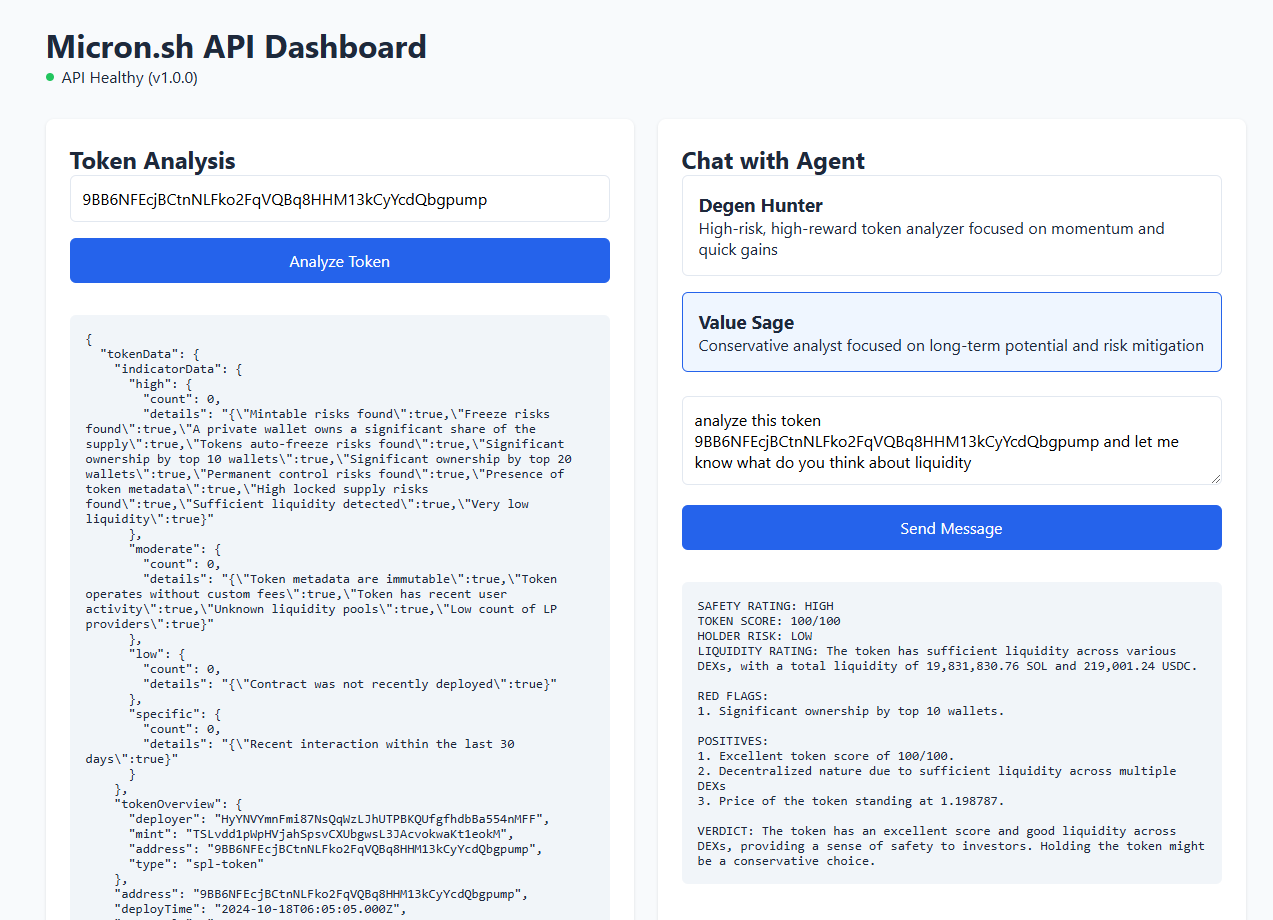 Micron.sh API Dashboard
API Healthy (v1.0.0)
Token Analysis
9BB6NFEcjBCtnNLFko2FqVQBq8HHM13kCyYcdQbgpump
Analyze Token
{
  "tokenData": {
    "indicatorData": {
      "high": {
        "count": 0,
        "details": "{\"Mintable risks found\":true,\"Freeze risks
found\":true,\"A private wallet owns a significant share of the
supply\":true,\"Tokens auto-freeze risks found\":true,\"Significant
ownership by top 10 wallets\":true,\"Significant ownership by top 20
wallets\":true,\"Permanent control risks found\":true,\"Presence of
token metadata\":true,\"High locked supply risks
found\":true,\"Sufficient liquidity detected\":true,\"Very low
liquidity\":true}"
      },
      "moderate": {
        "count": 0,
        "details": "{\"Token metadata are immutable\":true,\"Token
operates without custom fees\":true,\"Token has recent user
activity\":true,\"Unknown liquidity pools\":true,\"Low count of LP
providers\":true}"
      },
      "low": {
        "count": 0,
        "details": "{\"Contract was not recently deployed\":true}"
      },
      "specific": {
        "count": 0,
        "details": "{\"Recent interaction within the last 30
days\":true}"
      }
    },
    "tokenOverview": {
      "deployer": "HyYNVYmnFmi87NsQqWzLJhUTPBKQUfgfhdbBa554nMFF",
      "mint": "TSLvdd1pWpHVjahSpsvCXUbgwsL3JAcvokwaKt1eokM",
      "address": "9BB6NFEcjBCtnNLFko2FqVQBq8HHM13kCyYcdQbgpump",
      "type": "spl-token"
    },
    "address": "9BB6NFEcjBCtnNLFko2FqVQBq8HHM13kCyYcdQbgpump",
    "deployTime": "2024-10-18T06:05:05.000Z",
Chat with Agent
Degen Hunter
High-risk, high-reward token analyzer focused on momentum and
quick gains
Value Sage
Conservative analyst focused on long-term potential and risk mitigation
analyze this token
9BB6NFEcjBCtnNLFko2FqVQBq8HHM13kCyYcdQbgpump and let me
know what do you think about liquidity
Send Message
SAFETY RATING: HIGH
TOKEN SCORE: 100/100
HOLDER RISK: LOW
LIQUIDITY RATING: The token has sufficient liquidity across various
DEXs, with a total liquidity of 19,831,830.76 SOL and 219,001.24 USDC.
RED FLAGS:
1. Significant ownership by top 10 wallets.
POSITIVES:
1. Excellent token score of 100/100.
2. Decentralized nature due to sufficient liquidity across multiple
DEXs
3. Price of the token standing at 1.198787.
VERDICT: The token has an excellent score and good liquidity across
DEXs, providing a sense of safety to investors. Holding the token might
be a conservative choice.